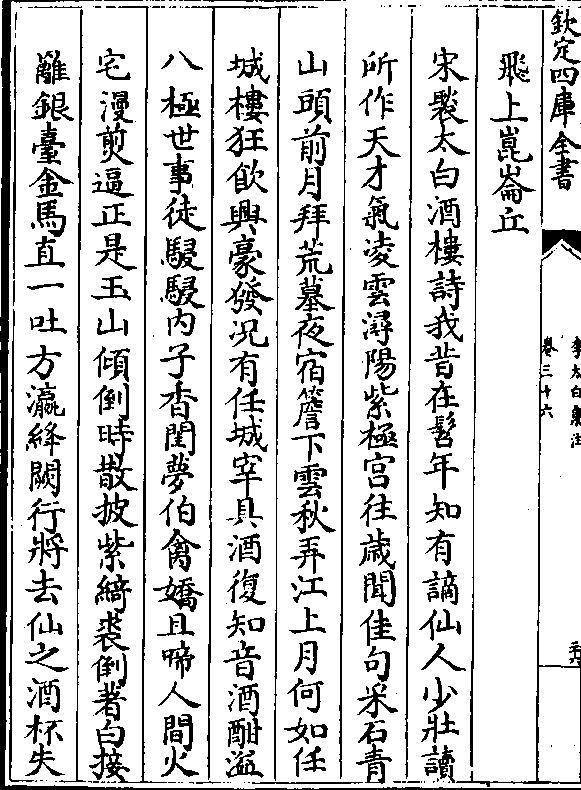 欽定四庫全書
李太白集注
卷三十六
飛上崑崙丘
宋褧太白酒樓詩我昔在髫年知有謫仙人少壯讀
所作天才氣凌雲潯陽紫極宮往歲聞佳句采石青
山頭前月拜荒墓夜宿簷下雲秋弄江上月何如任
城樓狂飲興豪發況有任城宰具酒復知音酒酣溢
八極世事徒駸駸内子香閨夢伯禽嬌且啼人間火
宅漫煎逼正是玉山傾倒時散披紫綺裘倒著白接
䍦銀臺金馬直一吐方瀛絳闕行將去仙之酒杯失